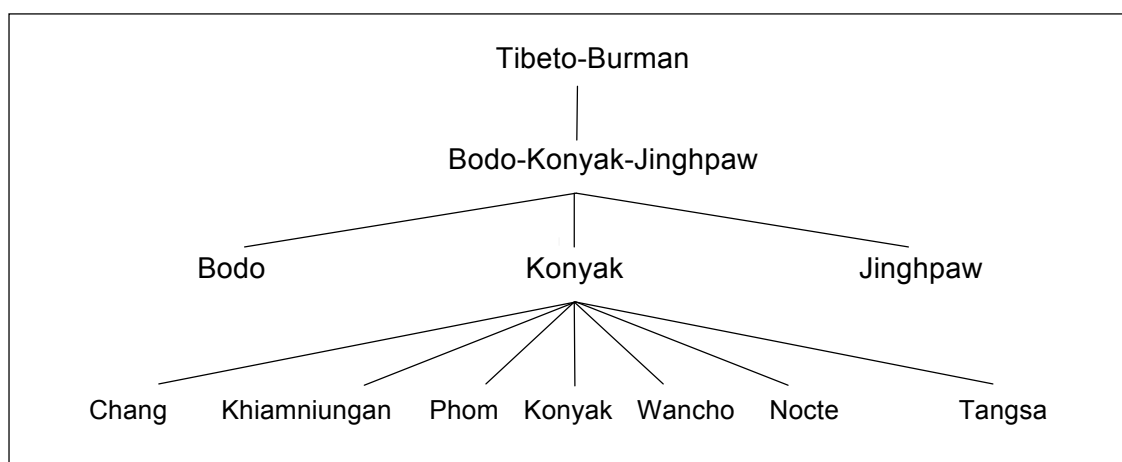 Tibeto-Burman
Bodo-Konyak-Jinghpaw
Bodo Konyak Jinghpaw
Chang Khiamniungan Phom Konyak Wancho Nocte Tangsa